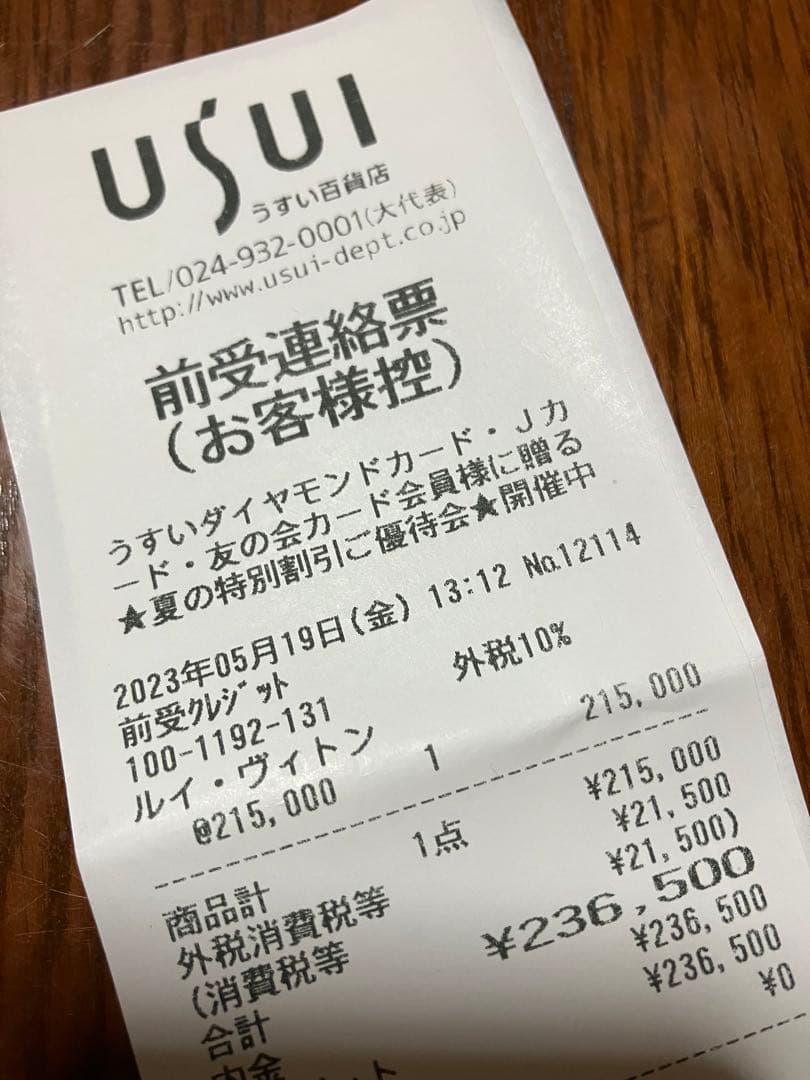 USUI
うすい百貨店
TEL/024-932-0001(大代表)
http://www.usui-dept.co.jp
前受連絡票
(お客様控)
うすいダイヤモンドカード・Jカ
ード・友の会カード会員様に贈る
★夏の特別割引ご優待会★開催中
2023年05月19日(金) 13:12 No.12114
前受クレジット 外税10%
100-1192-131 215,000
ルイ・ヴィトン
@215,000 1
1点 ¥215,000
商品計 ¥21,500
外税消費税等 ¥21,500)
(消費税等 ¥236,500
合計 ¥236,500
内金 ¥236,500
¥0